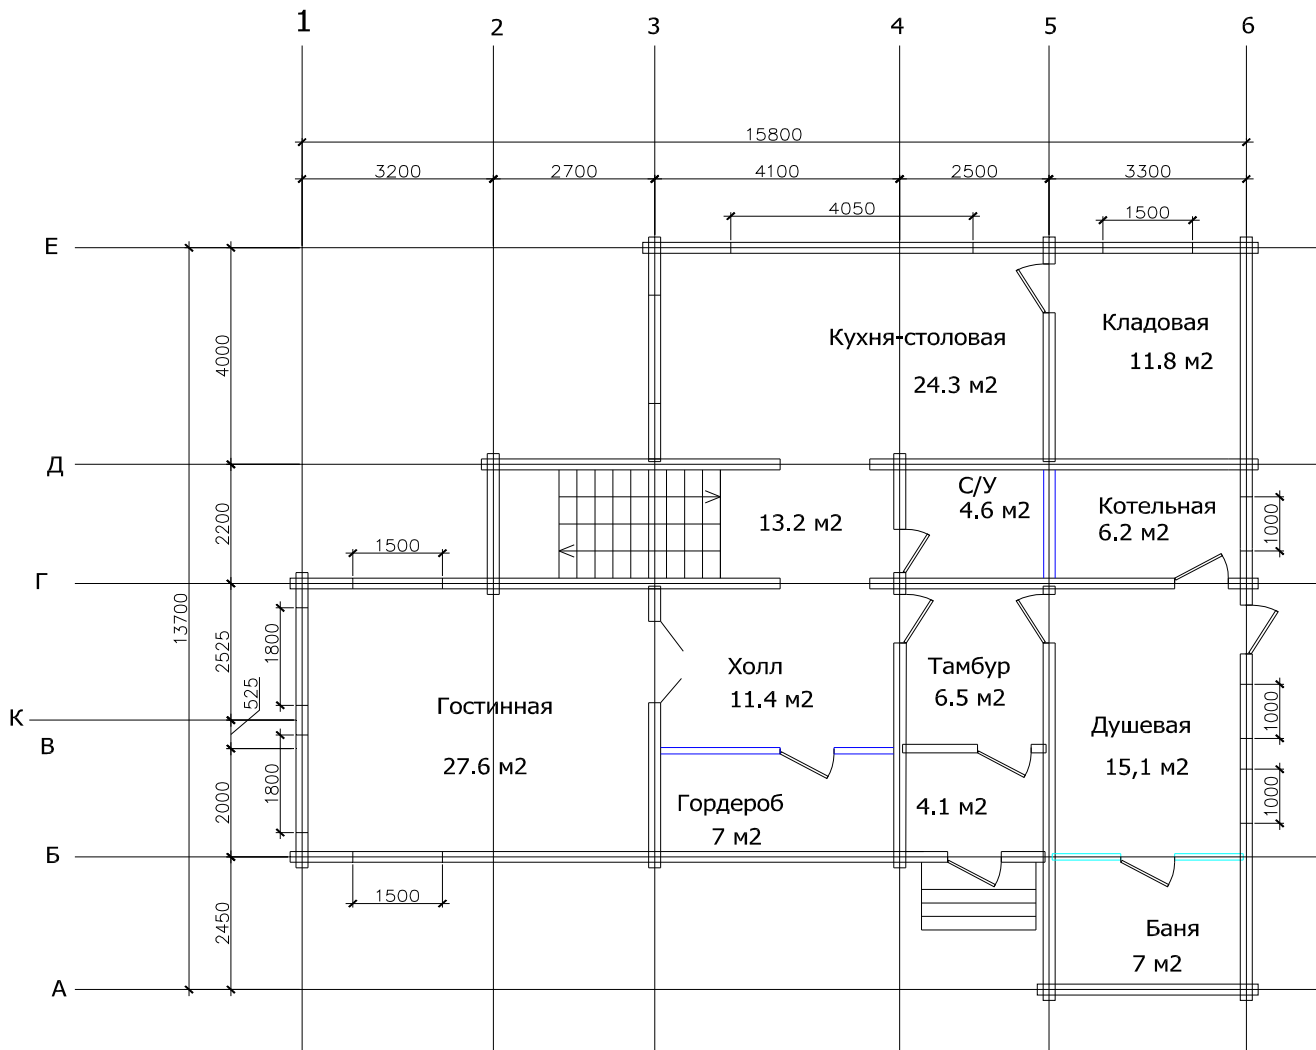 1
2
3
4
5
6
15800
3200
2700
4100
2500
3300
4050
1500
Е
Кладовая
Кухня-столовая
4000
11.8 м2
24.3 м2
Д
С/У
4.6 м2
Котельная
13.2 м2
6.2 м2
2200
1000
1500
Г
13700
2525
1800
Холл
Тамбур
525
11.4 м2
6.5 м2
Гостинная
1000
К
Душевая
В
27.6 м2
15,1 м2
1800
2000
Гордероб
4.1 м2
1000
7 м2
Б
1500
2450
Баня
7 м2
А